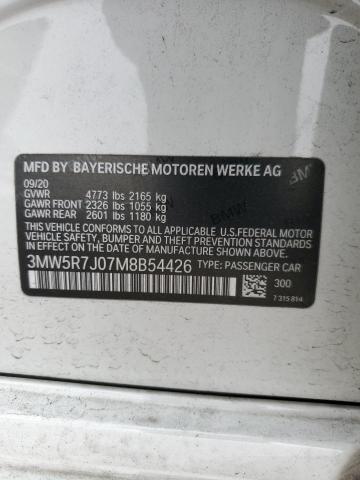 MFD BY BAYERISCHE MOTOREN WERKE AG
09/20
GVWR 4773 lbs 2165 kg
GAWR FRONT 2326 lbs 1055 kg
GAWR REAR 2601 lbs 1180 kg
THIS VEHICLE CONFORMS TO ALL APPLICABLE U.S.FEDERAL MOTOR
VEHICLE SAFETY, BUMPER, AND THEFT PREVENTION STANDARDS
IN EFFECT ON THE DATE OF MANUFACTURE SHOWN ABOVE.
3MW5R7J07M8B54426 TYPE: PASSENGER CAR
300
7 315 814